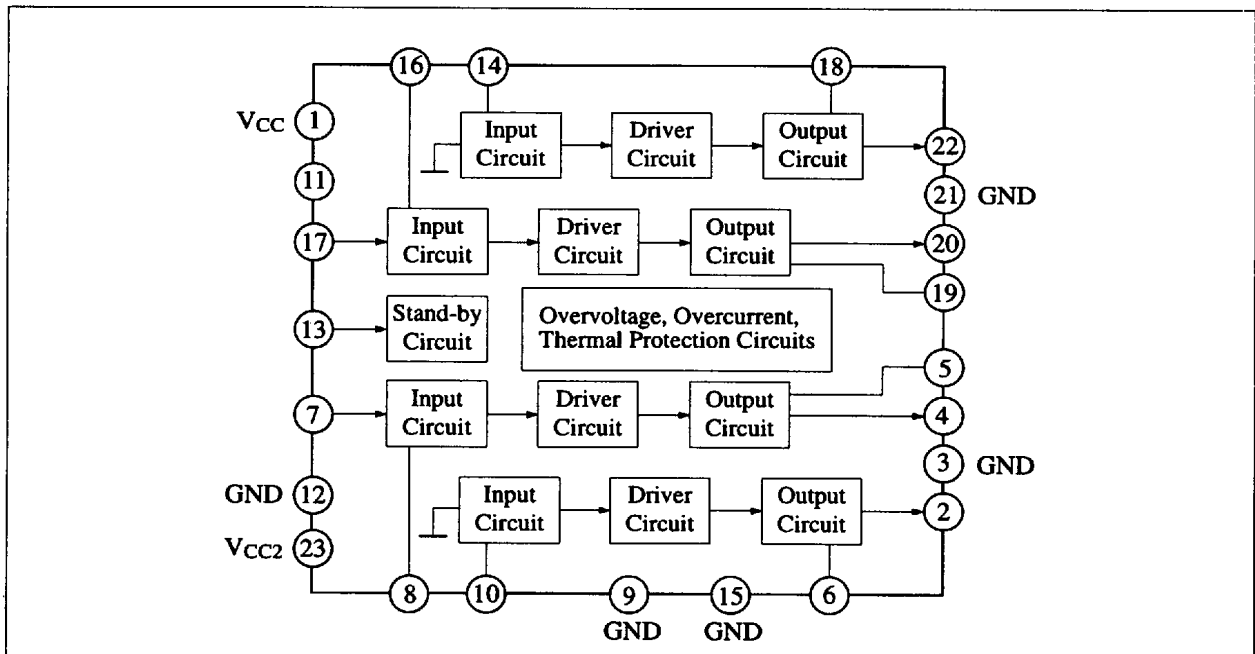 16 14 18
Input Circuit Driver Circuit Output Circuit
VCC 1
22
11
21 GND
Input Circuit Driver Circuit Output Circuit
17
20
19
Stand-by Circuit
Overvoltage, Overcurrent,
Thermal Protection Circuits
13
5
Input Circuit Driver Circuit Output Circuit
7
4
3 GND
GND 12
Input Circuit Driver Circuit Output Circuit
2
VCC2 23
8 10 9 15 6
GND GND